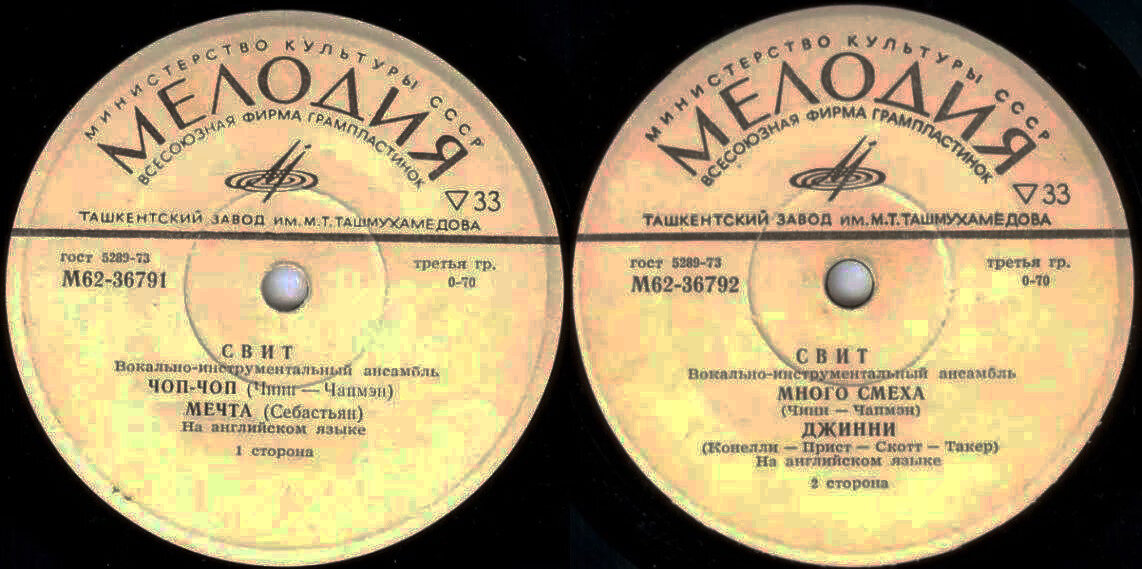 МИНИСТЕРСТВО КУЛЬТУРЫ СССР
МЕЛОДИЯ
ВСЕСОЮЗНАЯ ФИРМА ГРАМПЛАСТИНОК
▽33
ТАШКЕНТСКИЙ ЗАВОД ИМ. М.Т. ТАШМУХАМЕДОВА
гост 5289-73
М62-36791
третья гр.
0-70
СВИТ
Вокально-инструментальный ансамбль
ЧОП-ЧОП (Чинн — Чапмэн)
МЕЧТА (Себастьян)
На английском языке
1 сторона
МИНИСТЕРСТВО КУЛЬТУРЫ СССР
МЕЛОДИЯ
ВСЕСОЮЗНАЯ ФИРМА ГРАМПЛАСТИНОК
▽33
ТАШКЕНТСКИЙ ЗАВОД ИМ. М.Т. ТАШМУХАМЕДОВА
гост 5289-73
М62-36792
третья гр.
0-70
СВИТ
Вокально-инструментальный ансамбль
МНОГО СМЕХА
(Чинн — Чапмэн)
ДЖИННИ
(Конелли — Прист — Скотт — Такер)
На английском языке
2 сторона